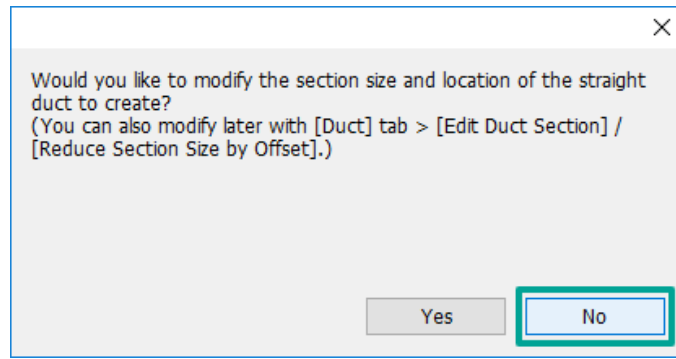 Would you like to modify the section size and location of the straight
duct to create?
(You can also modify later with [Duct] tab > [Edit Duct Section] /
[Reduce Section Size by Offset].)
Yes
No